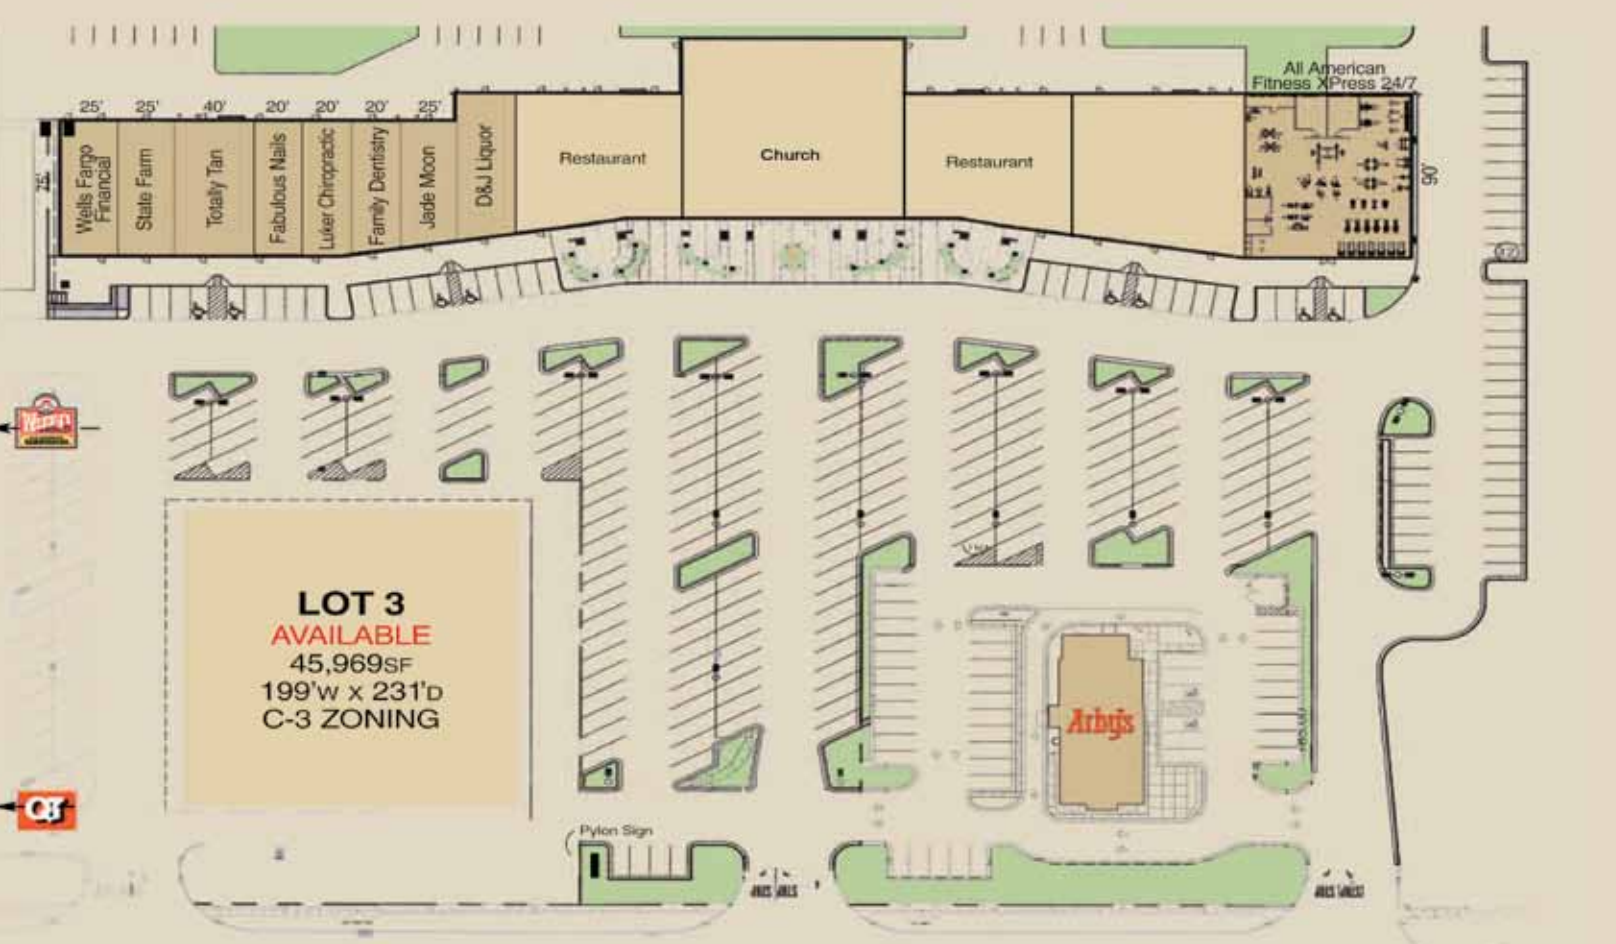 All American
Fitness XPress 24/7
25'
25'
40'
20'
20'
20'
25'
75'
Wells Fargo
Financial
State Farm
Totally Tan
Fabulous Nails
Luker Chiropractic
Family Dentistry
Jade Moon
D&J Liquor
Restaurant
Church
Restaurant
90'
Wendy's
LOT 3
AVAILABLE
45,969SF
199'W X 231'D
C-3 ZONING
Arby's
QT
Pylon Sign